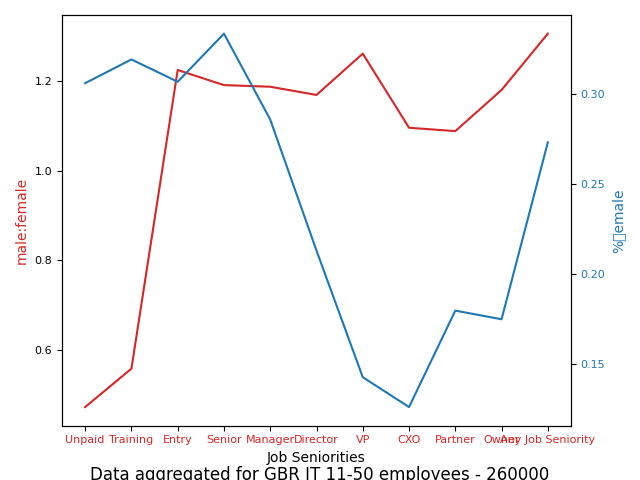 1.2
1.0
0.8
0.6
male:female
0.30
0.25
0.20
0.15
%▯emale
Unpaid Training Entry Senior Manager Director VP CXO Partner Owner Any Job Seniority
Job Seniorities
Data aggregated for GBR IT 11-50 employees - 260000